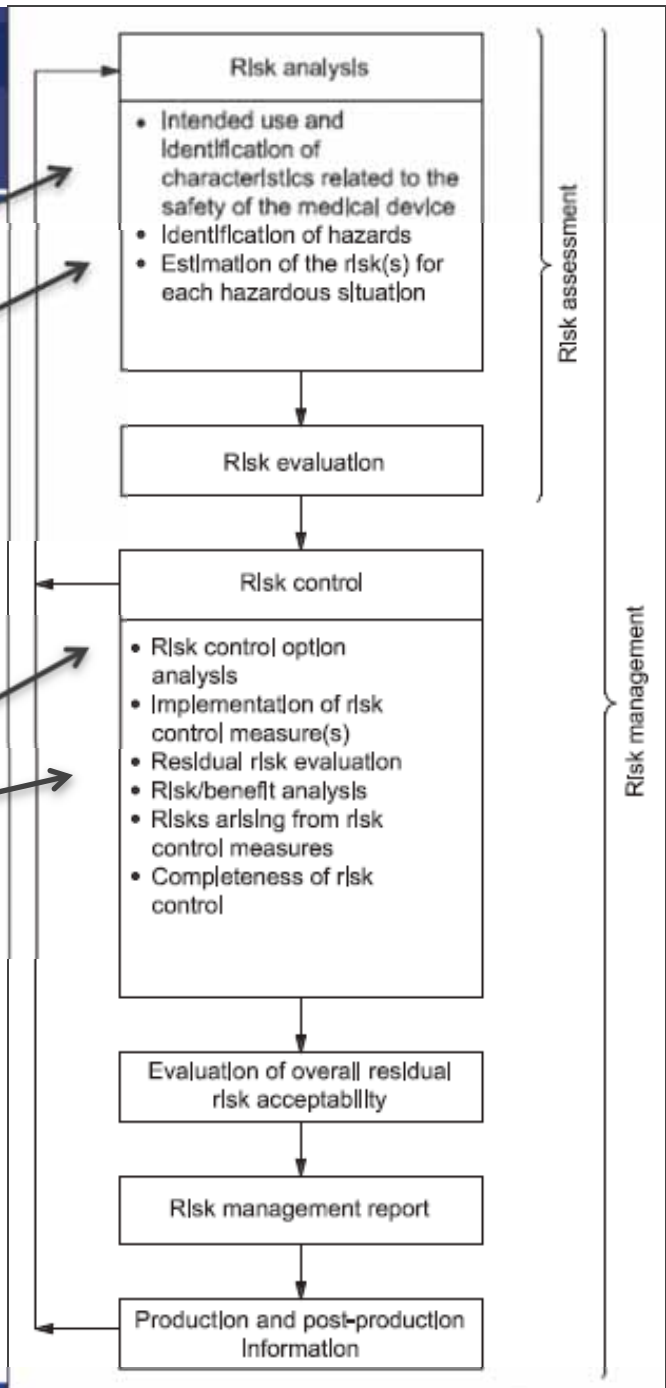 Risk analysis
• Intended use and
identification of
characteristics related to the
safety of the medical device
• Identification of hazards
• Estimation of the risk(s) for
each hazardous situation
Risk assessment
Risk evaluation
Risk control
• Risk control option
analysis
• Implementation of risk
control measure(s)
• Residual risk evaluation
• Risk/benefit analysis
• Risks arising from risk
control measures
• Completeness of risk
control
Risk management
Evaluation of overall residual
risk acceptability
Risk management report
Production and post-production
information